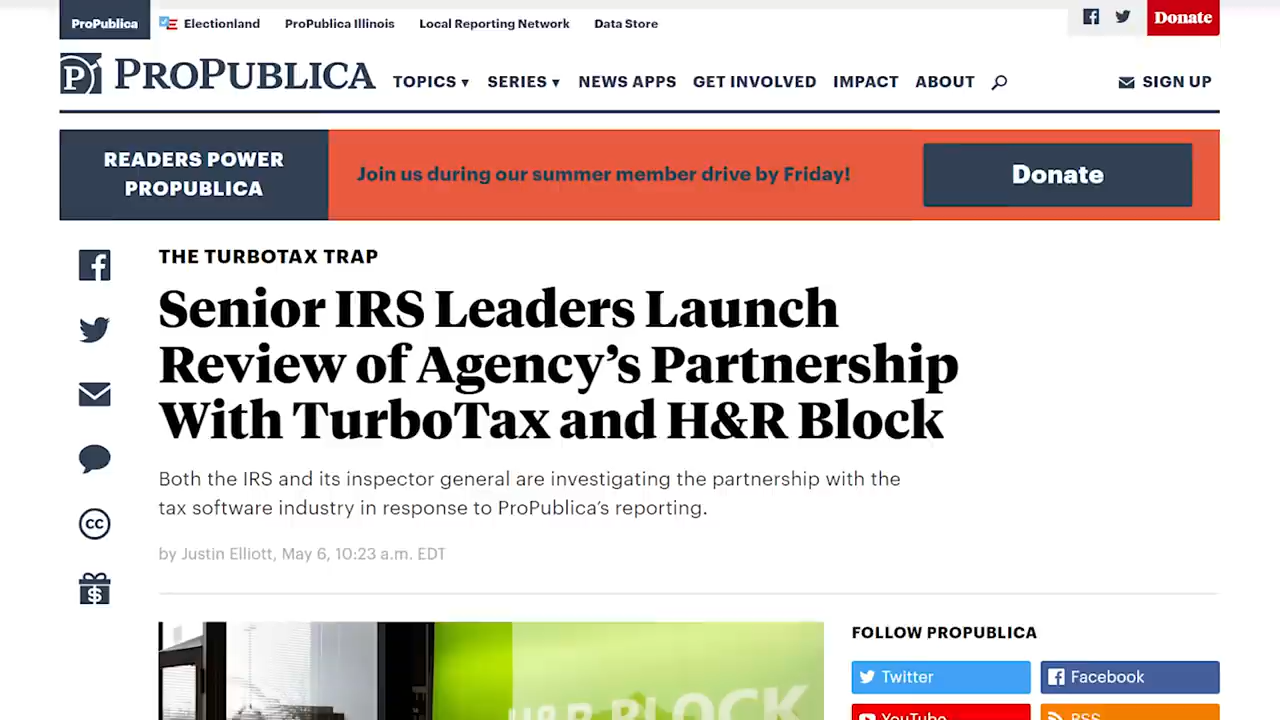 ProPublica Electionland ProPublica Illinois Local Reporting Network Data Store Donate
PROPUBLICA TOPICS ▾ SERIES ▾ NEWS APPS GET INVOLVED IMPACT ABOUT SIGN UP
READERS POWER
PROPUBLICA
Join us during our summer member drive by Friday!
Donate
THE TURBOTAX TRAP
Senior IRS Leaders Launch
Review of Agency’s Partnership
With TurboTax and H&R Block
Both the IRS and its inspector general are investigating the partnership with the
tax software industry in response to ProPublica’s reporting.
by Justin Elliott, May 6, 10:23 a.m. EDT
cc
H&R BLOCK
FOLLOW PROPUBLICA
Twitter Facebook
YouTube RSS